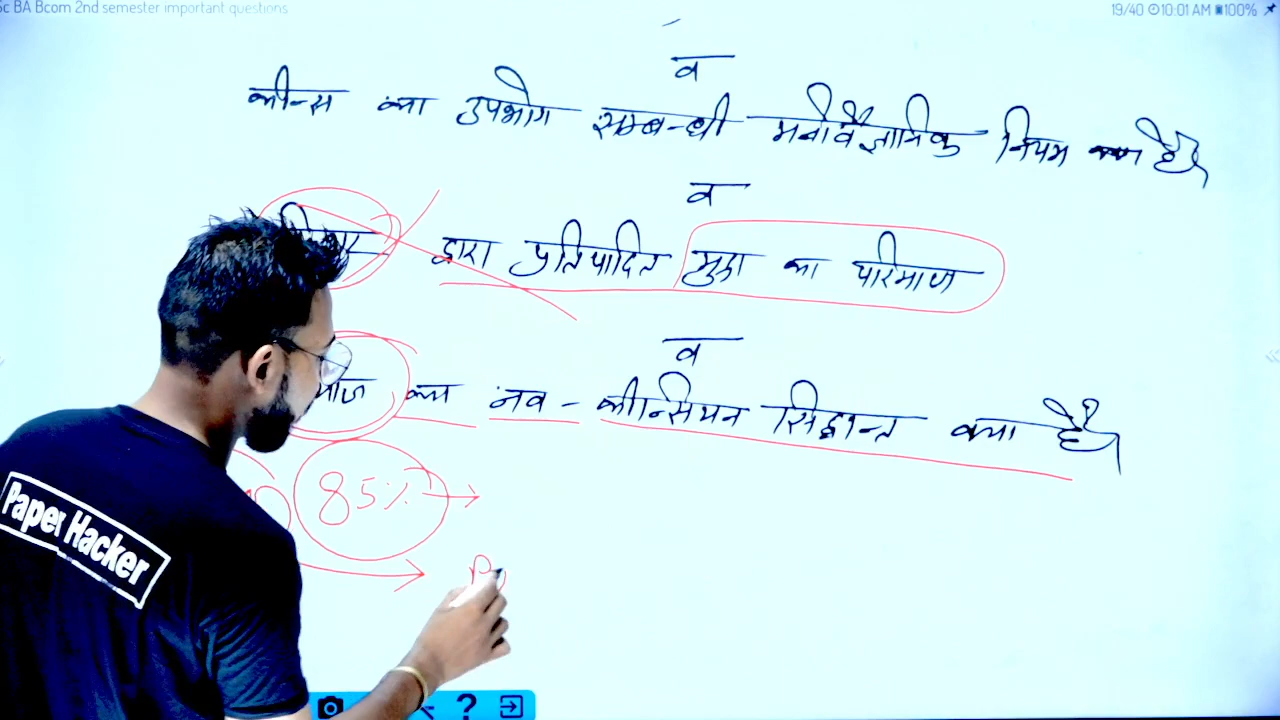 Sc BA Bcom 2nd semester important questions
19/40 10:01 AM 100%
व
कीन्स का उपभोग सम्बन्धी मनोवैज्ञानिक नियम है?
व
द्वारा प्रतिपादित मुद्रा का परिमाण
व
का नव - कीन्सियन सिद्धान्त क्या है?
85%
Paper Hacker